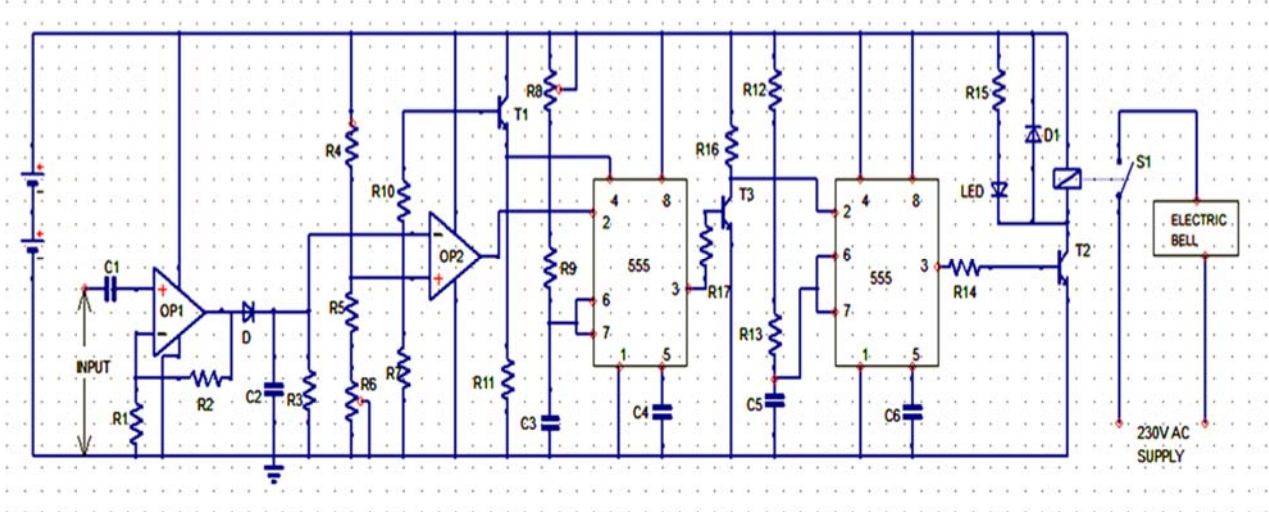 R8
R12
R15
T1
R4
R16
D1
S1
R10
T3
LED
4
8
2
4
8
2
ELECTRIC
BELL
-
OP2
+
T2
C1
555
555
6
3
R9
6
3
+
OP1
-
R17
R14
7
7
R5
D
R13
INPUT
1
5
1
5
R7
R6
R2
C2
R3
R11
R1
C3
C4
C5
C6
230V AC
SUPPLY
+
+